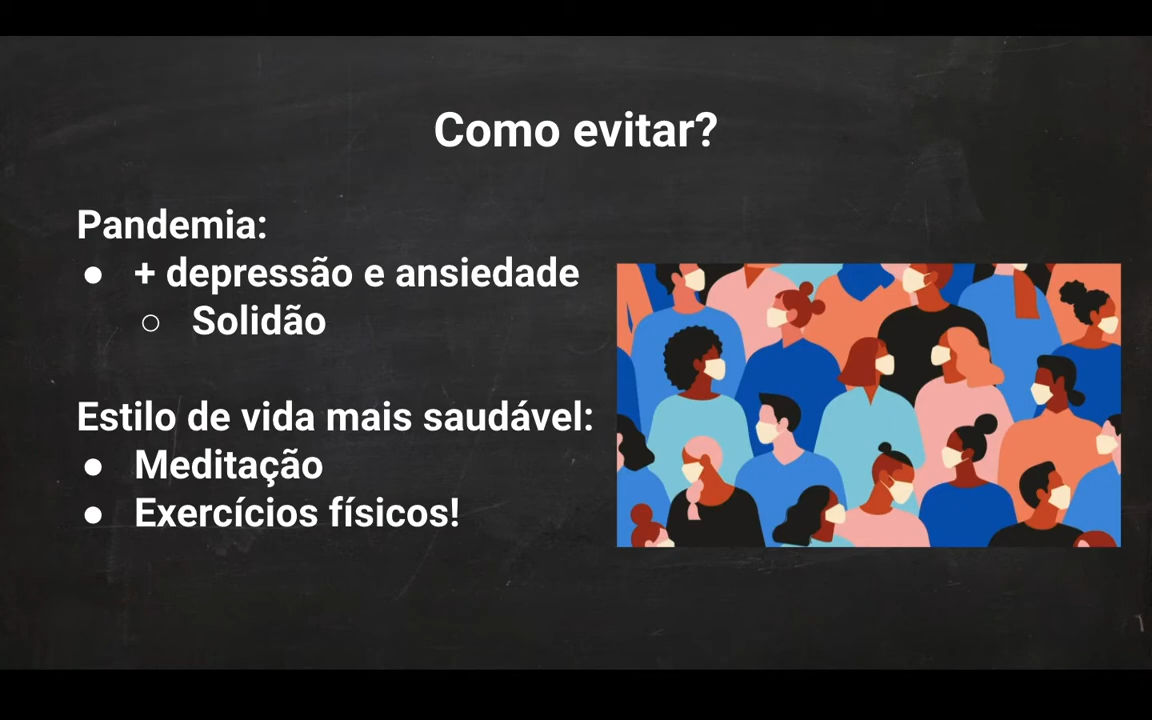 Como evitar?
Pandemia:
● + depressão e ansiedade
○ Solidão
Estilo de vida mais saudável:
● Meditação
● Exercícios físicos!